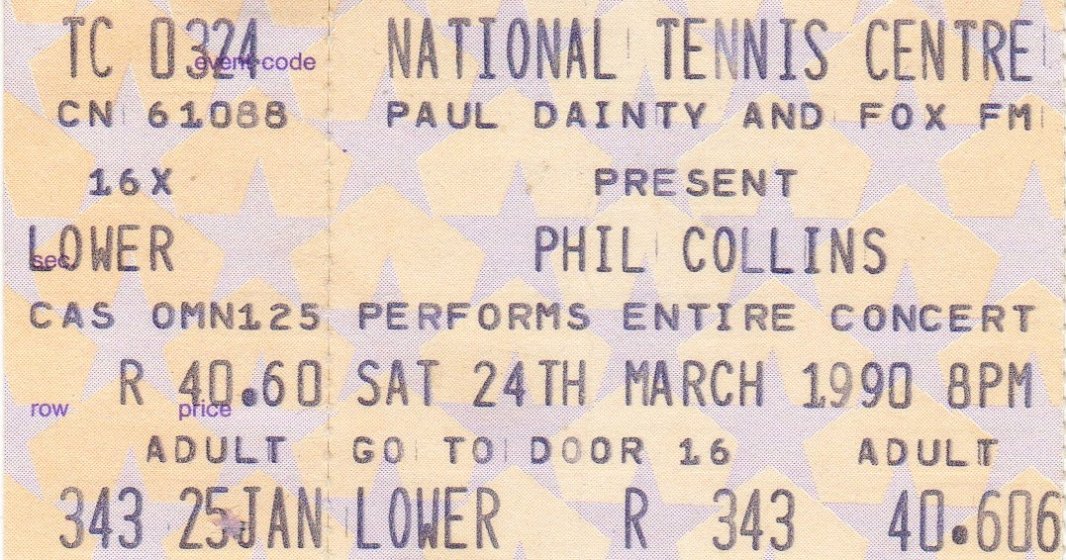 TC 0324 NATIONAL TENNIS CENTRE
event code
CN 61088 PAUL DAINTY AND FOX FM
16X PRESENT
LOWER PHIL COLLINS
sec
CAS OMN125 PERFORMS ENTIRE CONCERT
R 40.60 SAT 24TH MARCH 1990 8PM
row price
ADULT GO TO DOOR 16 ADULT
343 25JAN LOWER R 343 40.606